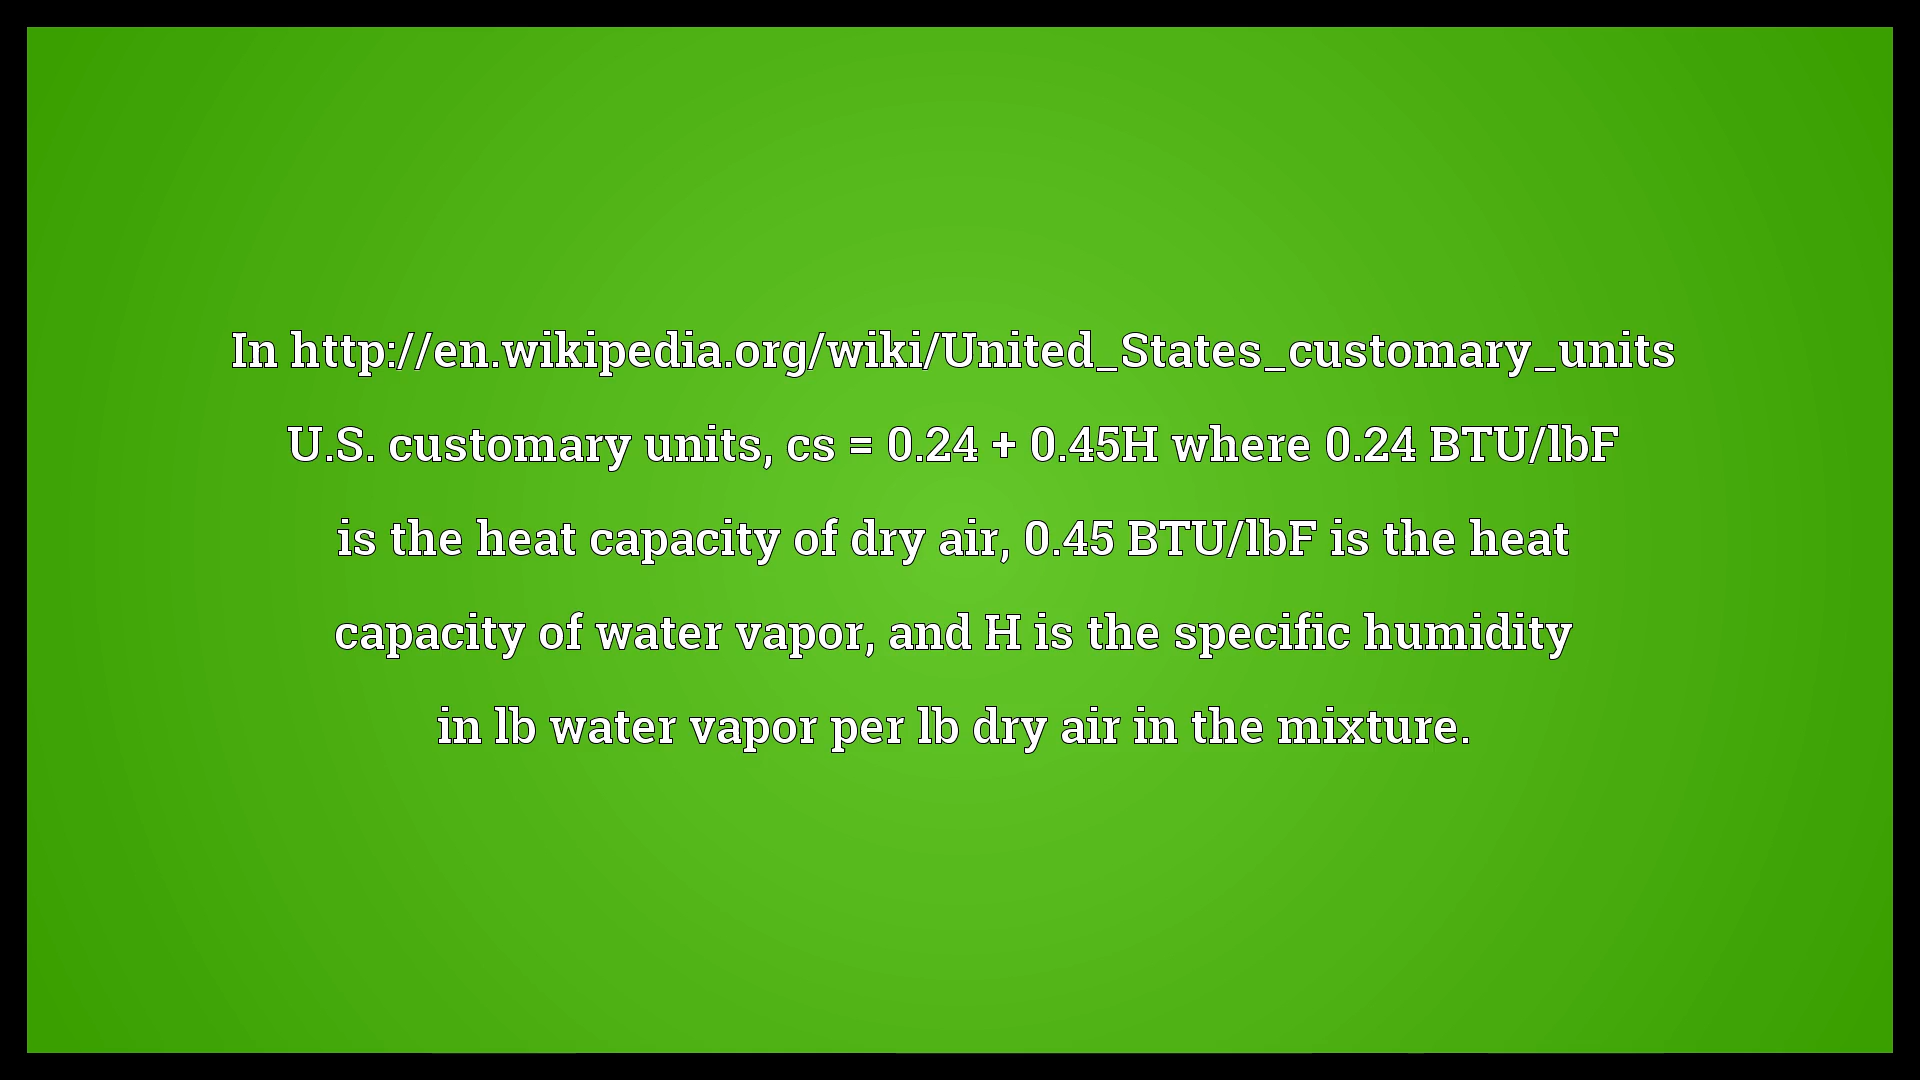 In http://en.wikipedia.org/wiki/United_States_customary_units
U.S. customary units, cs = 0.24 + 0.45H where 0.24 BTU/lbF
is the heat capacity of dry air, 0.45 BTU/lbF is the heat
capacity of water vapor, and H is the specific humidity
in lb water vapor per lb dry air in the mixture.